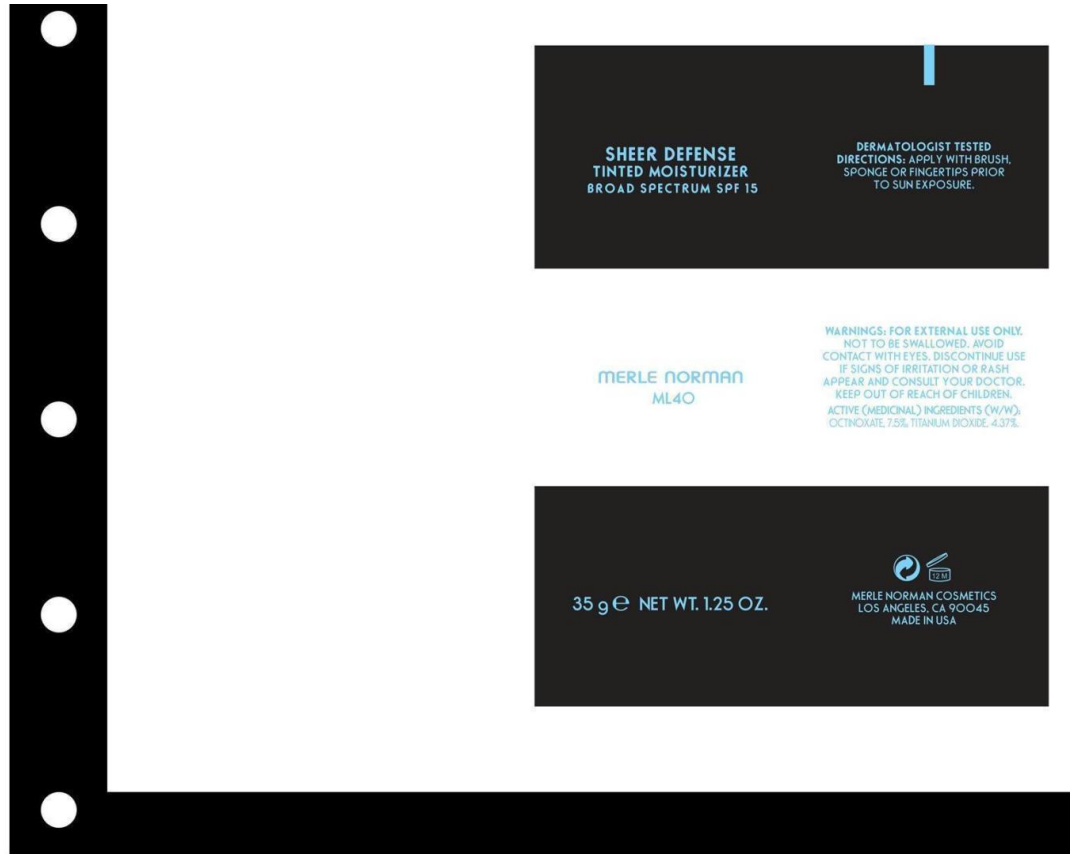 SHEER DEFENSE
TINTED MOISTURIZER
BROAD SPECTRUM SPF 15
DERMATOLOGIST TESTED
DIRECTIONS: APPLY WITH BRUSH,
SPONGE OR FINGERTIPS PRIOR
TO SUN EXPOSURE.
MERLE NORMAN
ML40
WARNINGS: FOR EXTERNAL USE ONLY.
NOT TO BE SWALLOWED. AVOID
CONTACT WITH EYES. DISCONTINUE USE
IF SIGNS OF IRRITATION OR RASH
APPEAR AND CONSULT YOUR DOCTOR.
KEEP OUT OF REACH OF CHILDREN.
ACTIVE (MEDICINAL) INGREDIENTS (W/W):
OCTINOXATE, 7.5%, TITANIUM DIOXIDE, 4.37%.
35 g ℮ NET WT. 1.25 OZ.
12 M
MERLE NORMAN COSMETICS
LOS ANGELES, CA 90045
MADE IN USA